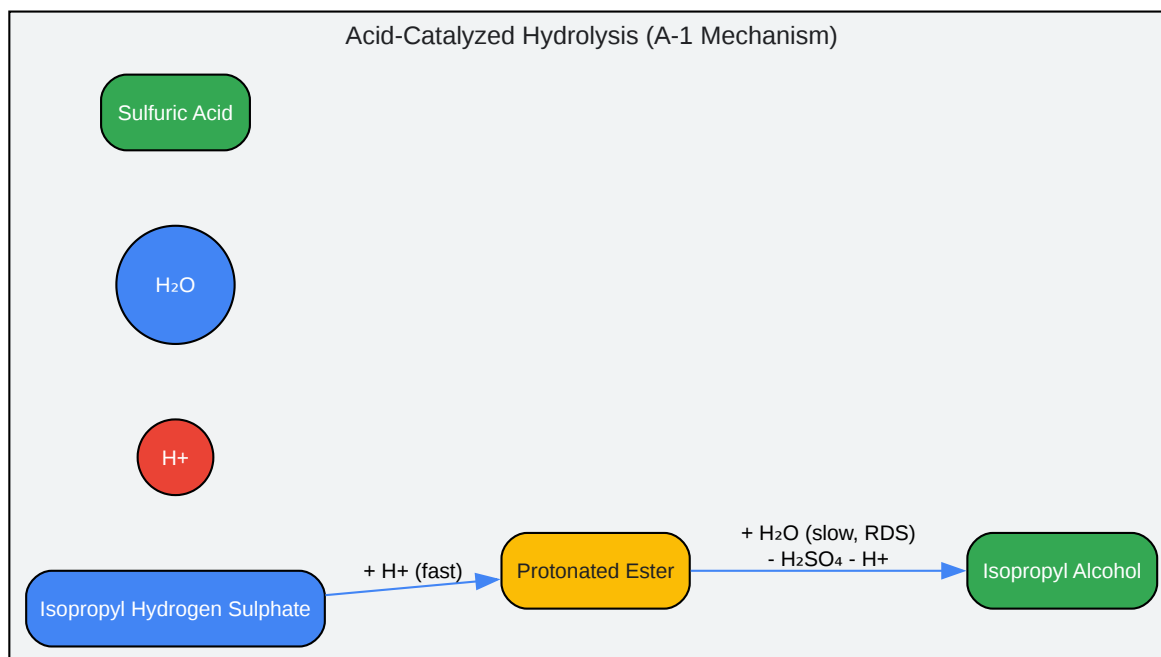 Acid-Catalyzed Hydrolysis (A-1 Mechanism)
Sulfuric Acid
H₂O
H+
+ H₂O (slow, RDS)
- H₂SO₄ - H+
+ H+ (fast)
Protonated Ester
Isopropyl Alcohol
Isopropyl Hydrogen Sulphate